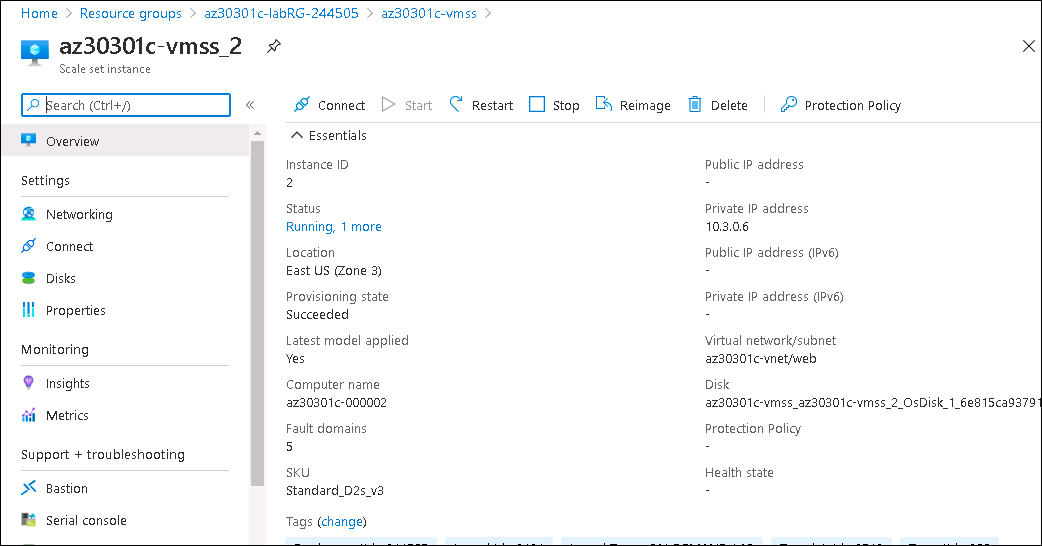 Home > Resource groups > az30301c-labRG-244505 > az30301c-vmss >
az30301c-vmss_2
Scale set instance
Search (Ctrl+/)
«
Connect Start Restart Stop Reimage Delete Protection Policy
Overview
Settings
Networking
Connect
Disks
Properties
Monitoring
Insights
Metrics
Support + troubleshooting
Bastion
Serial console
Essentials
Instance ID
2
Status
Running, 1 more
Location
East US (Zone 3)
Provisioning state
Succeeded
Latest model applied
Yes
Computer name
az30301c-000002
Fault domains
5
SKU
Standard_D2s_v3
Public IP address
-
Private IP address
10.3.0.6
Public IP address (IPv6)
-
Private IP address (IPv6)
-
Virtual network/subnet
az30301c-vnet/web
Disk
az30301c-vmss_az30301c-vmss_2_OsDisk_1_6e815ca93791
Protection Policy
-
Health state
-
Tags (change)